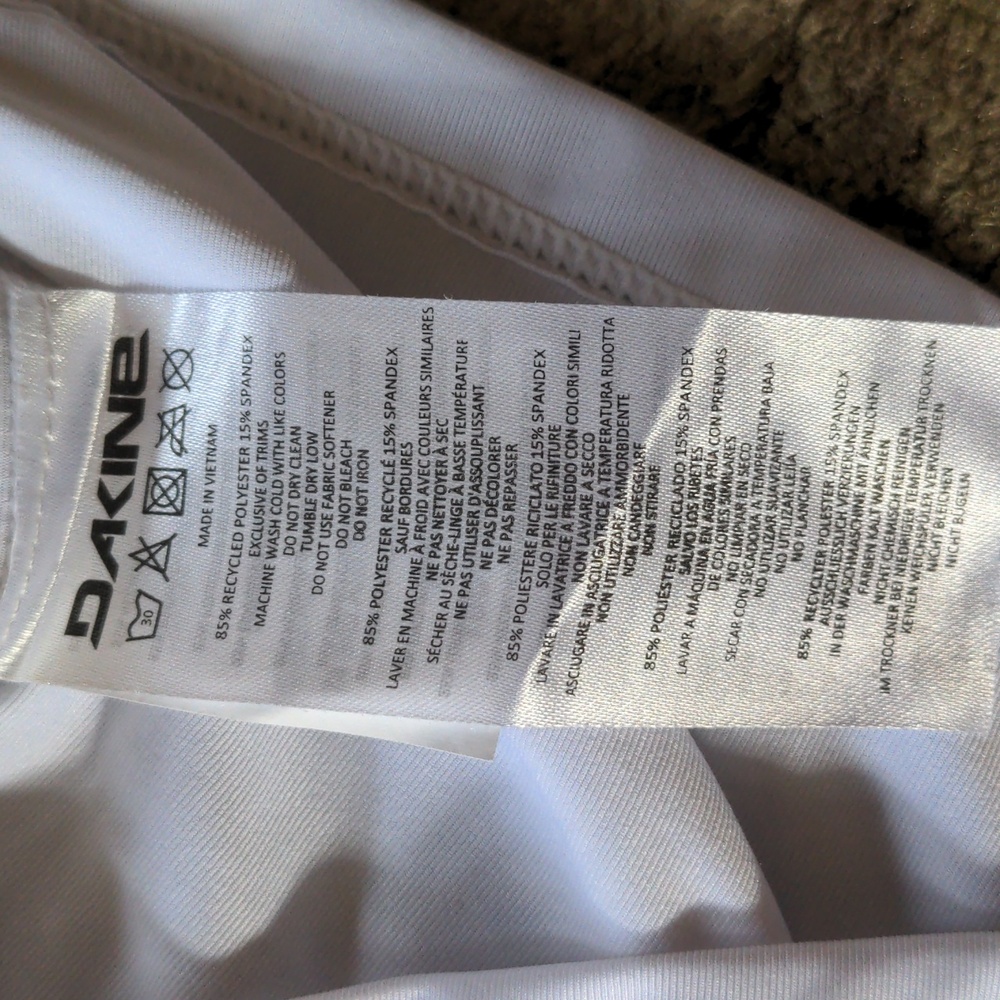 DAKINE
30
MADE IN VIETNAM
85% RECYCLED POLYESTER 15% SPANDEX
EXCLUSIVE OF TRIMS
MACHINE WASH COLD WITH LIKE COLORS
DO NOT DRY CLEAN
TUMBLE DRY LOW
DO NOT USE FABRIC SOFTENER
DO NOT BLEACH
DO NOT IRON
85% POLYESTER RECYCLÉ 15% SPANDEX
SAUF BORDURES
LAVER EN MACHINE À FROID AVEC COULEURS SIMILAIRES
NE PAS NETTOYER À SEC
SÉCHER AU SÈCHE-LINGE À BASSE TEMPÉRATURE
NE PAS UTILISER D'ASSOUPLISSANT
NE PAS DÉCOLORER
NE PAS REPASSER
85% POLIESTERE RICICLATO 15% SPANDEX
SOLO PER LE RIFINITURE
LAVARE IN LAVATRICE A FREDDO CON COLORI SIMILI
NON LAVARE A SECCO
ASCIUGARE IN ASCIUGATRICE A TEMPERATURA RIDOTTA
NON UTILIZZARE AMMORBIDENTE
NON CANDEGGIARE
NON STIRARE
85% POLIÉSTER RECICLADO 15% SPANDEX
SALVO LOS RIBETES
LAVAR A MÁQUINA EN AGUA FRÍA CON PRENDAS
DE COLORES SIMILARES
NO LIMPIAR EN SECO
SECAR CON SECADORA A TEMPERATURA BAJA
NO UTILIZAR SUAVIZANTE
NO UTILIZAR LEJÍA
NO PLANCHAR
85% RECYCLTER POLYESTER 15% SPANDEX
AUSSCHLIESSLICH VERZIERUNGEN
IN DER WASCHMASCHINE MIT ÄHNLICHEN
FARBEN KALT WASCHEN
NICHT CHEMISCH REINIGEN
IM TROCKNER BEI NIEDRIGER TEMPERATUR TROCKNEN
KEINEN WEICHSPÜLER VERWENDEN
NICHT BLEICHEN
NICHT BÜGELN